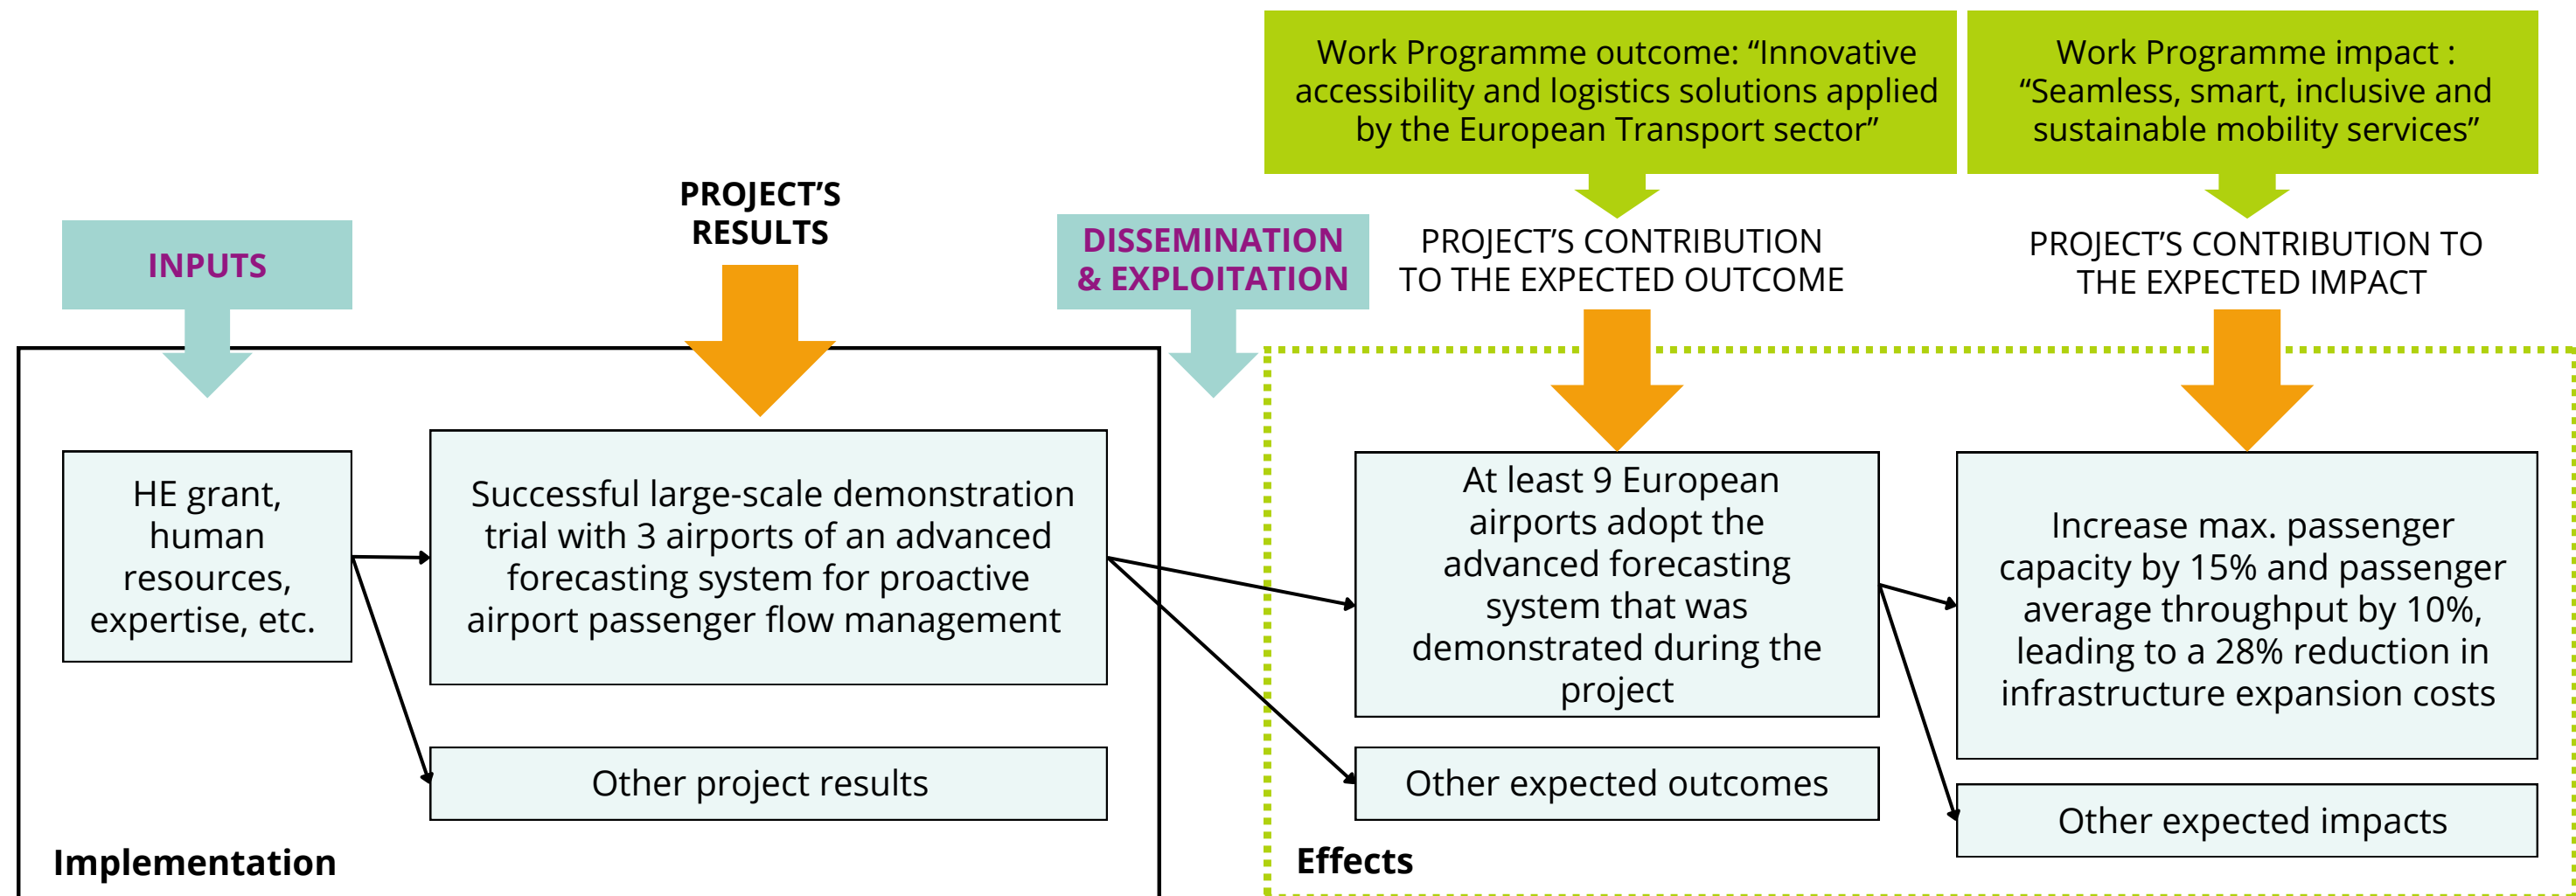 Work Programme outcome: “Innovative
accessibility and logistics solutions applied
by the European Transport sector”
Work Programme impact :
“Seamless, smart, inclusive and
sustainable mobility services”
INPUTS
PROJECT’S
RESULTS
DISSEMINATION
& EXPLOITATION
PROJECT’S CONTRIBUTION
TO THE EXPECTED OUTCOME
PROJECT’S CONTRIBUTION TO
THE EXPECTED IMPACT
HE grant,
human
resources,
expertise, etc.
Successful large-scale demonstration
trial with 3 airports of an advanced
forecasting system for proactive
airport passenger flow management
At least 9 European
airports adopt the
advanced forecasting
system that was
demonstrated during the
project
Increase max. passenger
capacity by 15% and passenger
average throughput by 10%,
leading to a 28% reduction in
infrastructure expansion costs
Other project results
Other expected outcomes
Other expected impacts
Implementation
Effects